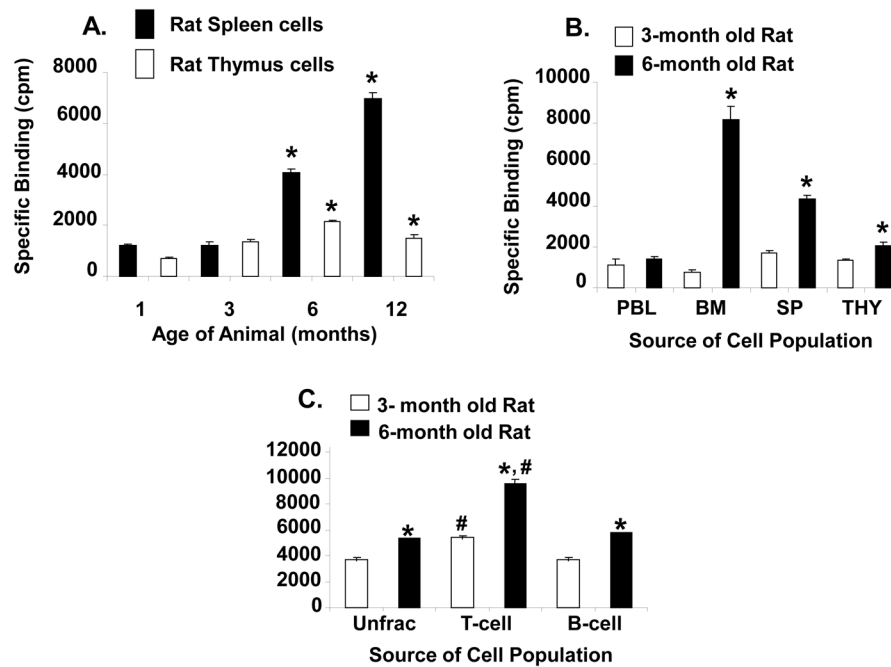 A.
Rat Spleen cells
Rat Thymus cells
Specific Binding (cpm)
8000
6000
4000
2000
0
*
*
*
*
1 3 6 12
Age of Animal (months)
B.
3-month old Rat
6-month old Rat
Specific Binding (cpm)
10000
8000
6000
4000
2000
0
*
*
*
PBL BM SP THY
Source of Cell Population
C.
3- month old Rat
6-month old Rat
12000
10000
8000
6000
4000
2000
0
*
#
*,#
*
Unfrac T-cell B-cell
Source of Cell Population